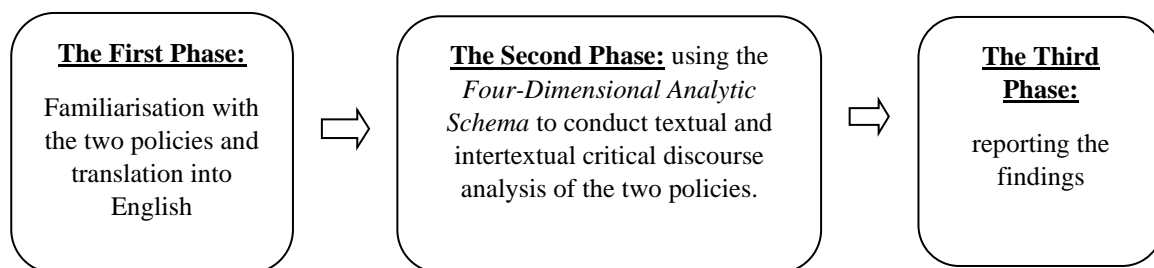 The First Phase:
Familiarisation with
the two policies and
translation into
English
The Second Phase: using the
Four-Dimensional Analytic
Schema to conduct textual and
intertextual critical discourse
analysis of the two policies.
The Third
Phase:
reporting the
findings